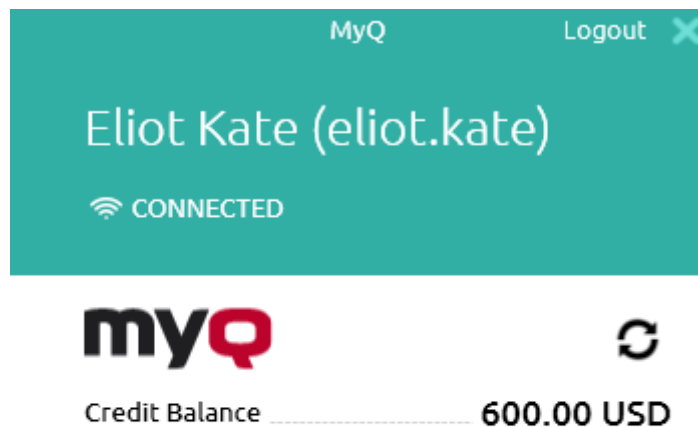 MyQ Logout
Eliot Kate (eliot.kate)
CONNECTED
myQ
Credit Balance 600.00 USD